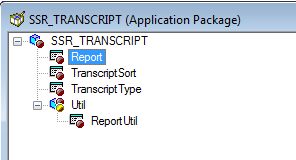 SSR_TRANSCRIPT (Application Package)
SSR_TRANSCRIPT
Report
TranscriptSort
TranscriptType
Util
ReportUtil